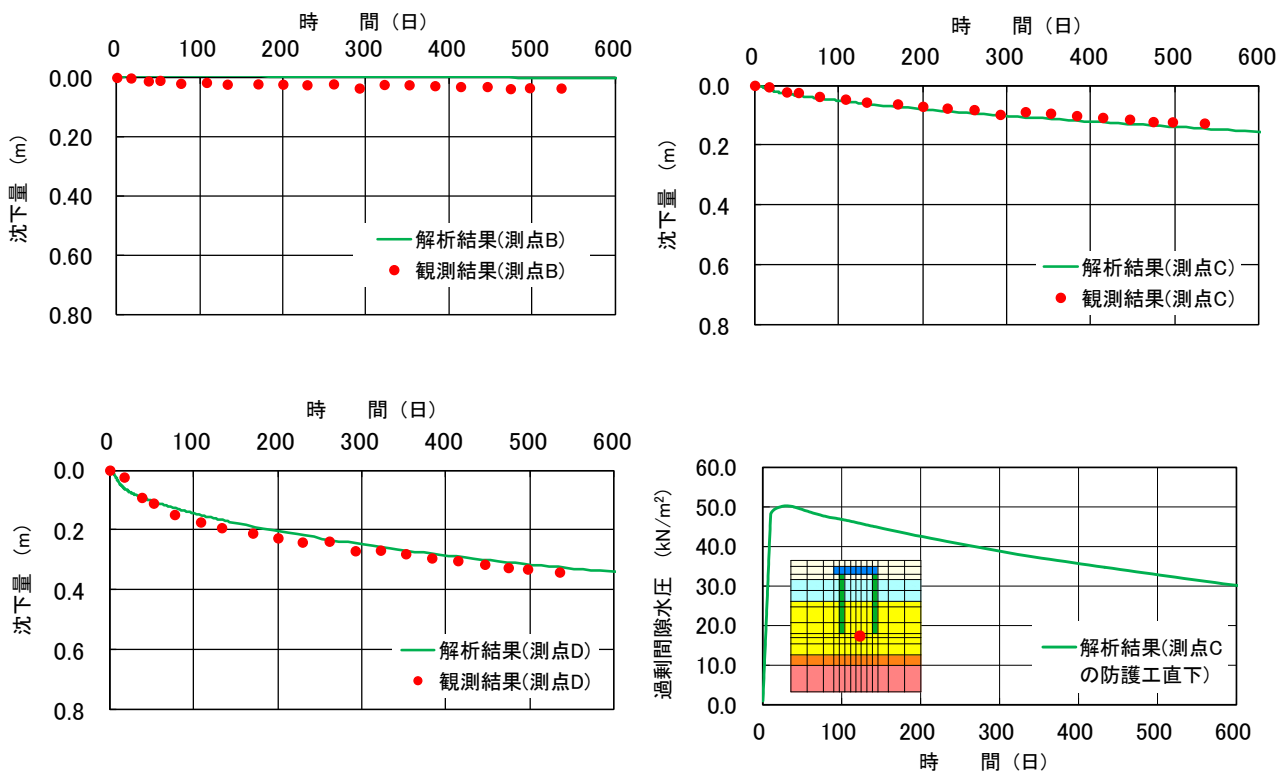 時　　間（日）
0 100 200 300 400 500 600
0.00
0.20
0.40
0.60
0.80
沈下量 (m)
解析結果(測点B)
観測結果(測点B)
時　　間（日）
0 100 200 300 400 500 600
0.0
0.2
0.4
0.6
0.8
沈下量 (m)
解析結果(測点C)
観測結果(測点C)
時　　間（日）
0 100 200 300 400 500 600
0.0
0.2
0.4
0.6
0.8
沈下量 (m)
解析結果(測点D)
観測結果(測点D)
60.0
50.0
40.0
30.0
20.0
10.0
0.0
過剰間隙水圧 (kN/m²)
解析結果(測点C
の防護工直下)
0 100 200 300 400 500 600
時　　間（日）